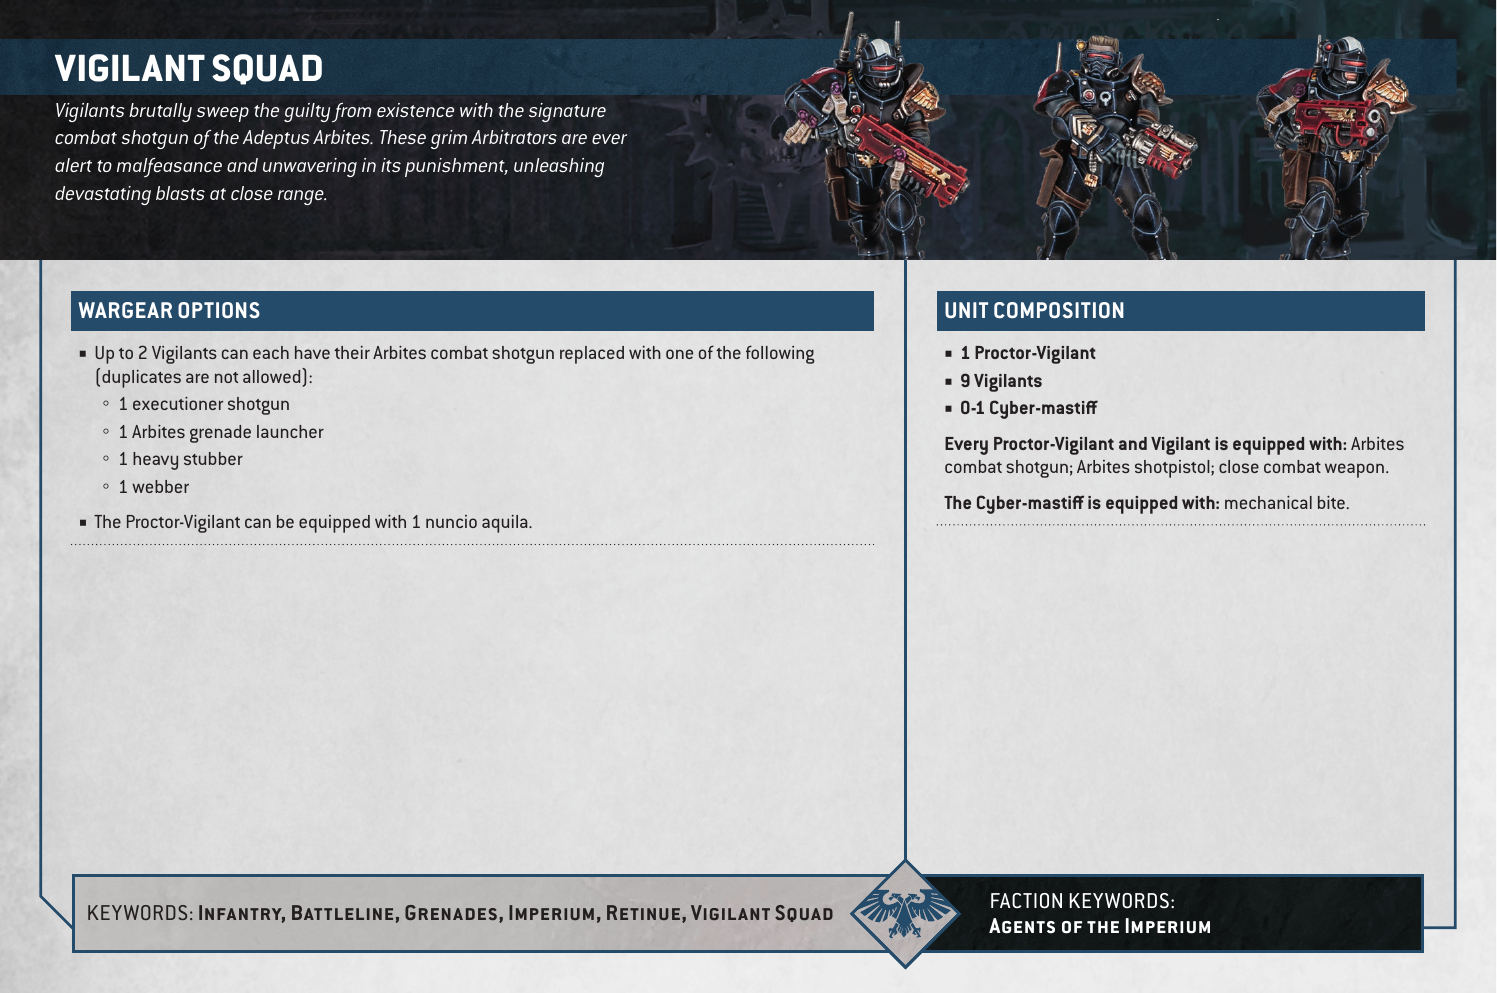 VIGILANT SQUAD
Vigilants brutally sweep the guilty from existence with the signature
combat shotgun of the Adeptus Arbites. These grim Arbitrators are ever
alert to malfeasance and unwavering in its punishment, unleashing
devastating blasts at close range.
WARGEAR OPTIONS
■ Up to 2 Vigilants can each have their Arbites combat shotgun replaced with one of the following
(duplicates are not allowed):
◦ 1 executioner shotgun
◦ 1 Arbites grenade launcher
◦ 1 heavy stubber
◦ 1 webber
■ The Proctor-Vigilant can be equipped with 1 nuncio aquila.
UNIT COMPOSITION
■ 1 Proctor-Vigilant
■ 9 Vigilants
■ 0-1 Cyber-mastiff
Every Proctor-Vigilant and Vigilant is equipped with: Arbites
combat shotgun; Arbites shotpistol; close combat weapon.
The Cyber-mastiff is equipped with: mechanical bite.
KEYWORDS: Infantry, Battleline, Grenades, Imperium, Retinue, Vigilant Squad
FACTION KEYWORDS:
Agents of the Imperium